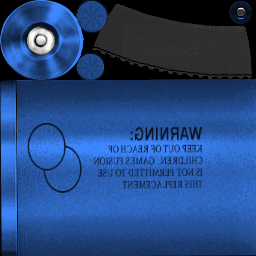 WARNING:
KEEP OUT OF REACH OF
CHILDREN. GAMES FUSION
IS NOT PERMITTED TO USE
THIS REPLACEMENT